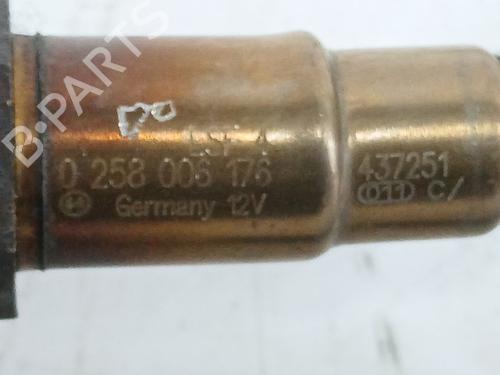 B-PARTS
LSF 4
0 258 006 176
Germany 12V
437251
C/